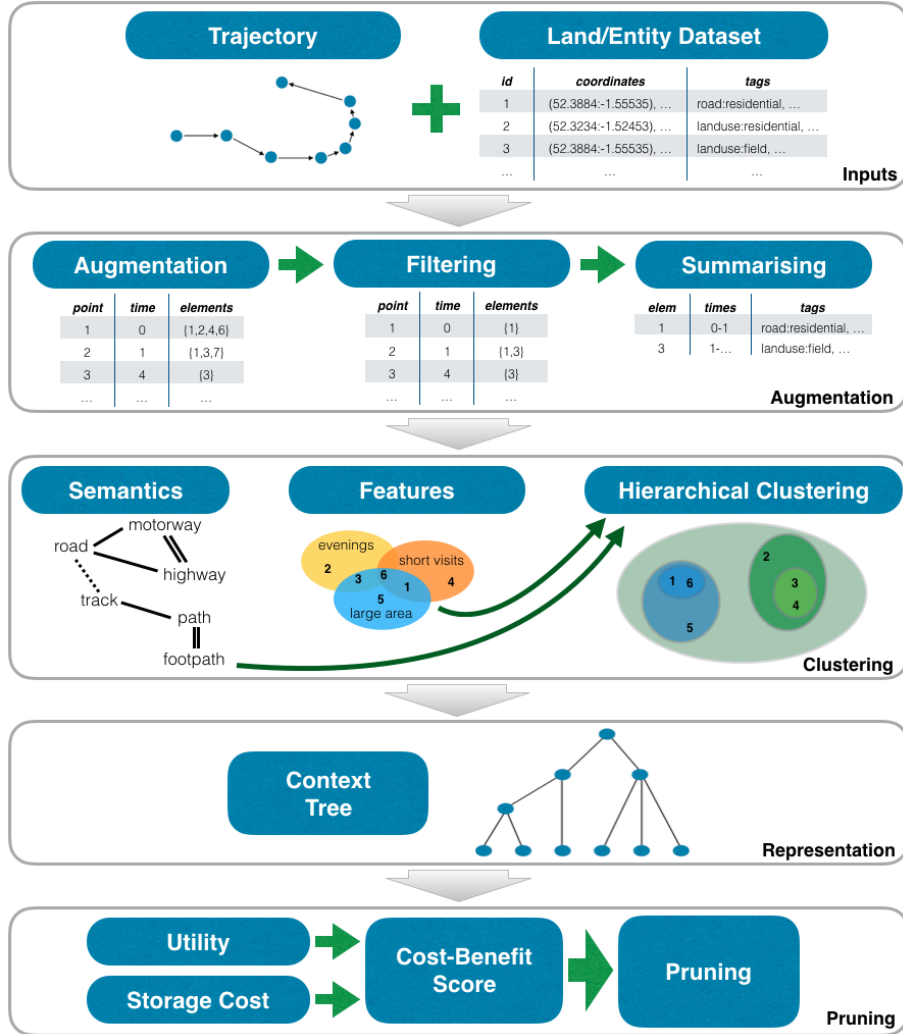 Trajectory
Land/Entity Dataset
id coordinates tags
1 (52.3884:-1.55535), … road:residential, …
2 (52.3234:-1.52453), … landuse:residential, …
3 (52.3884:-1.55535), … landuse:field, …
… … …
Inputs
Augmentation
point time elements
1 0 {1,2,4,6}
2 1 {1,3,7}
3 4 {3}
… … …
Filtering
point time elements
1 0 {1}
2 1 {1,3}
3 4 {3}
… … …
Summarising
elem times tags
1 0-1 road:residential, …
3 1-… landuse:field, …
Augmentation
Semantics
motorway
road
highway
track
path
footpath
Features
evenings
short visits
2
3
6
4
1
5
large area
Hierarchical Clustering
2
1 6
3
4
5
Clustering
Context
Tree
Representation
Utility
Storage Cost
Cost-Benefit
Score
Pruning
Pruning